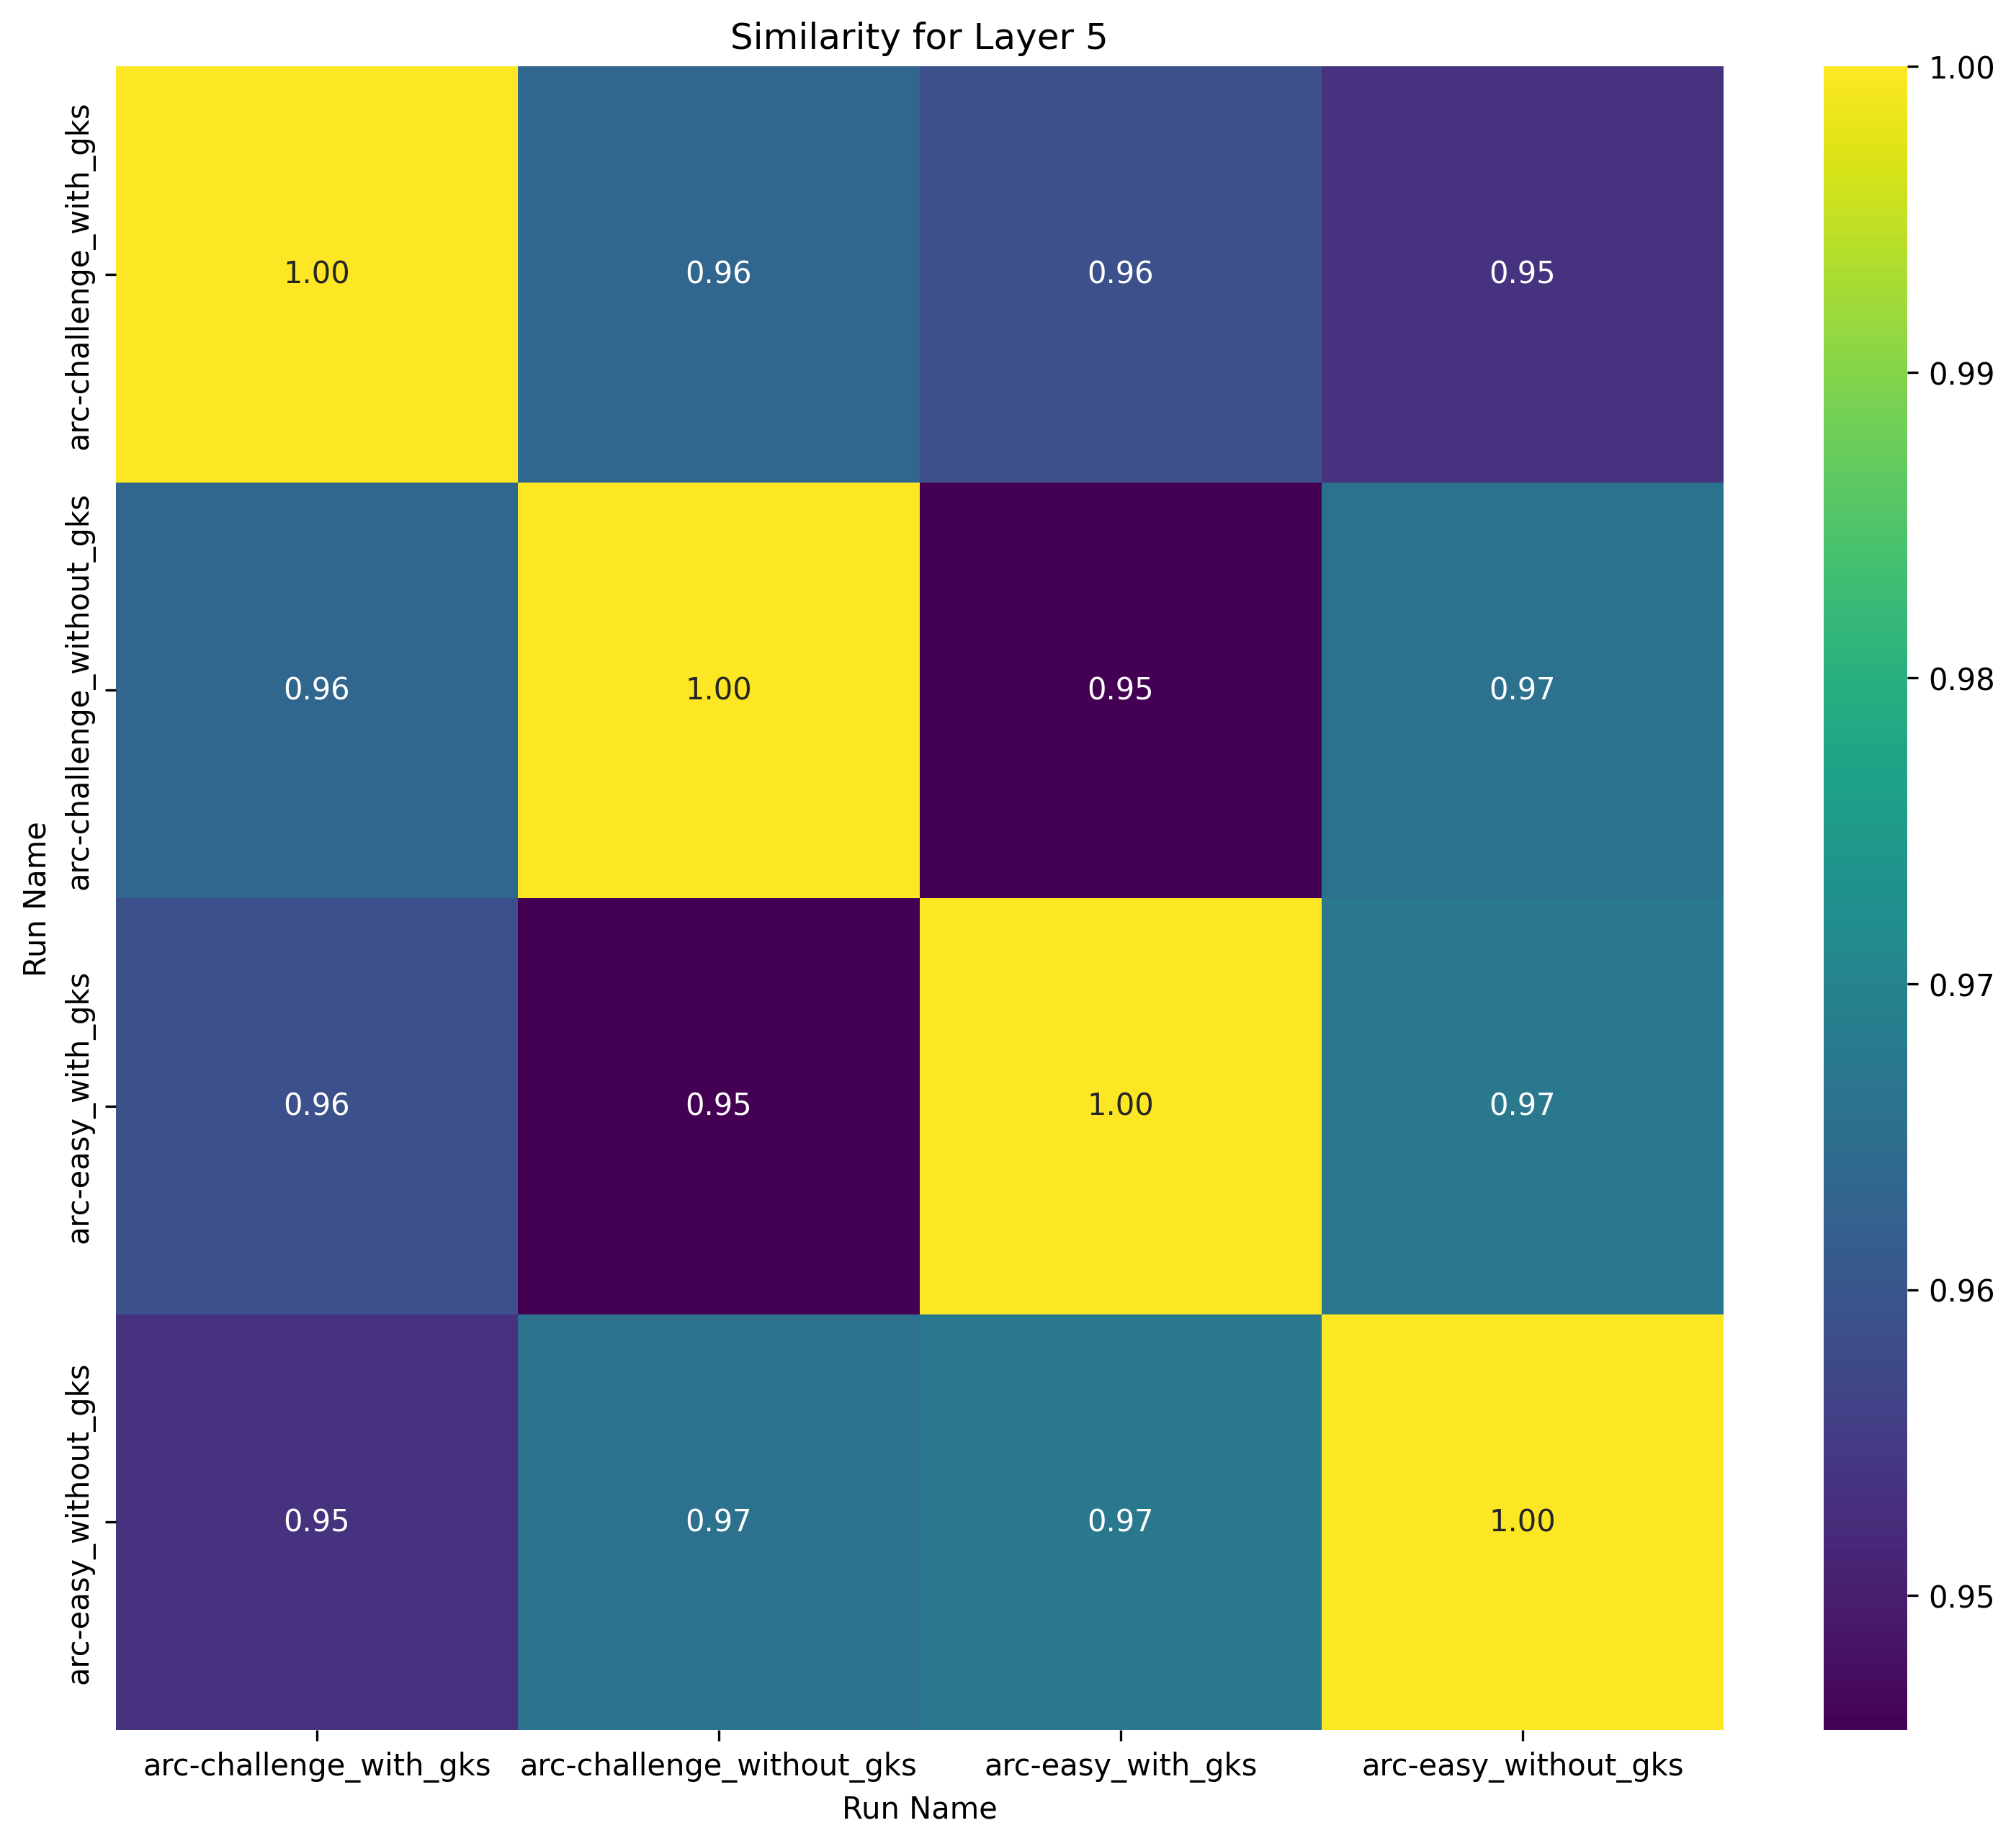 Similarity for Layer 5
Run Name
arc-challenge_with_gks
arc-challenge_without_gks
arc-easy_with_gks
arc-easy_without_gks
1.00 0.96 0.96 0.95
0.96 1.00 0.95 0.97
0.96 0.95 1.00 0.97
0.95 0.97 0.97 1.00
arc-challenge_with_gks arc-challenge_without_gks arc-easy_with_gks arc-easy_without_gks
Run Name
1.00
0.99
0.98
0.97
0.96
0.95